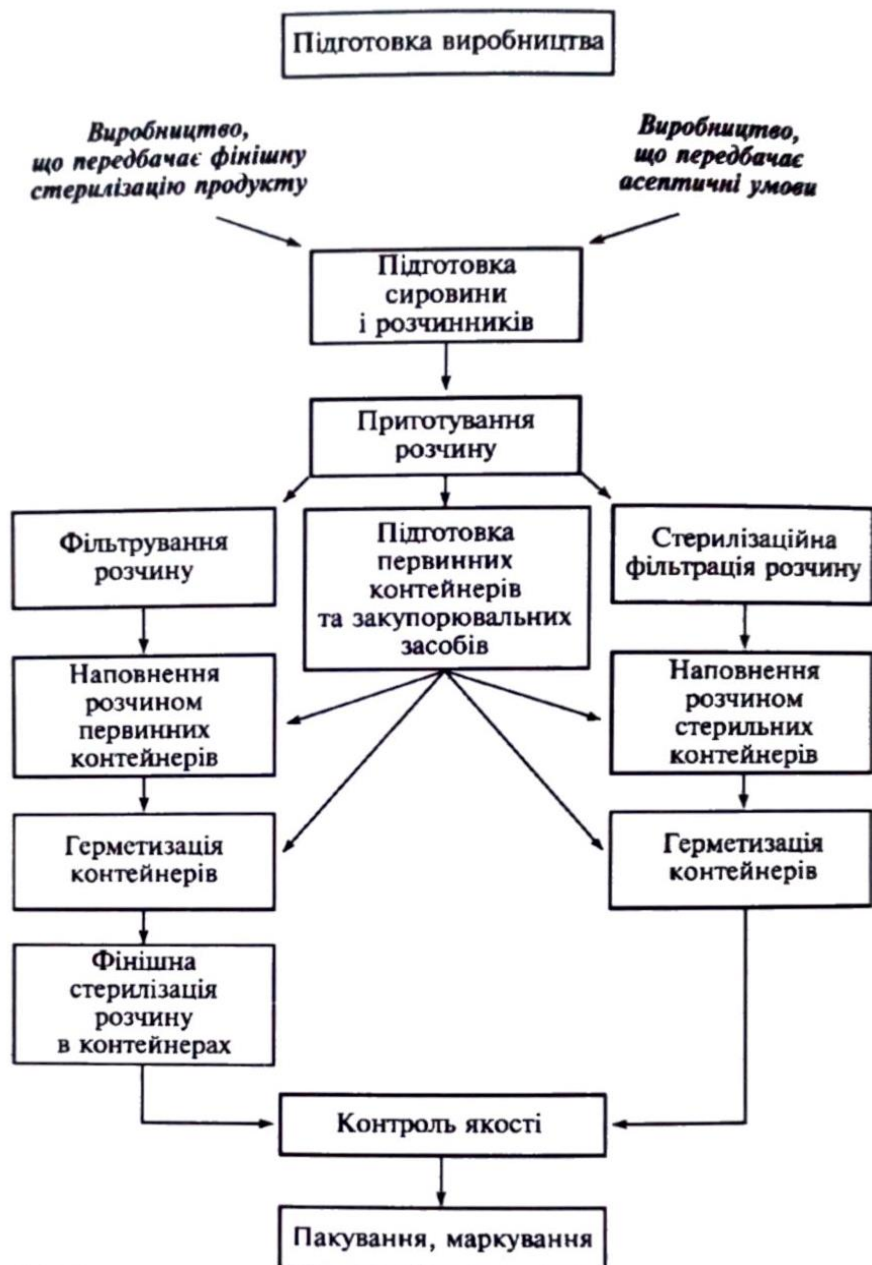 Підготовка виробництва
Виробництво,
що передбачає фінішну
стерилізацію продукту
Виробництво,
що передбачає
асептичні умови
Підготовка
сировини
і розчинників
Приготування
розчину
Фільтрування
розчину
Підготовка
первинних
контейнерів
та закупорювальних
засобів
Стерилізаційна
фільтрація розчину
Наповнення
розчином
первинних
контейнерів
Наповнення
розчином
стерильних
контейнерів
Герметизація
контейнерів
Герметизація
контейнерів
Фінішна
стерилізація
розчину
в контейнерах
Контроль якості
Пакування, маркування